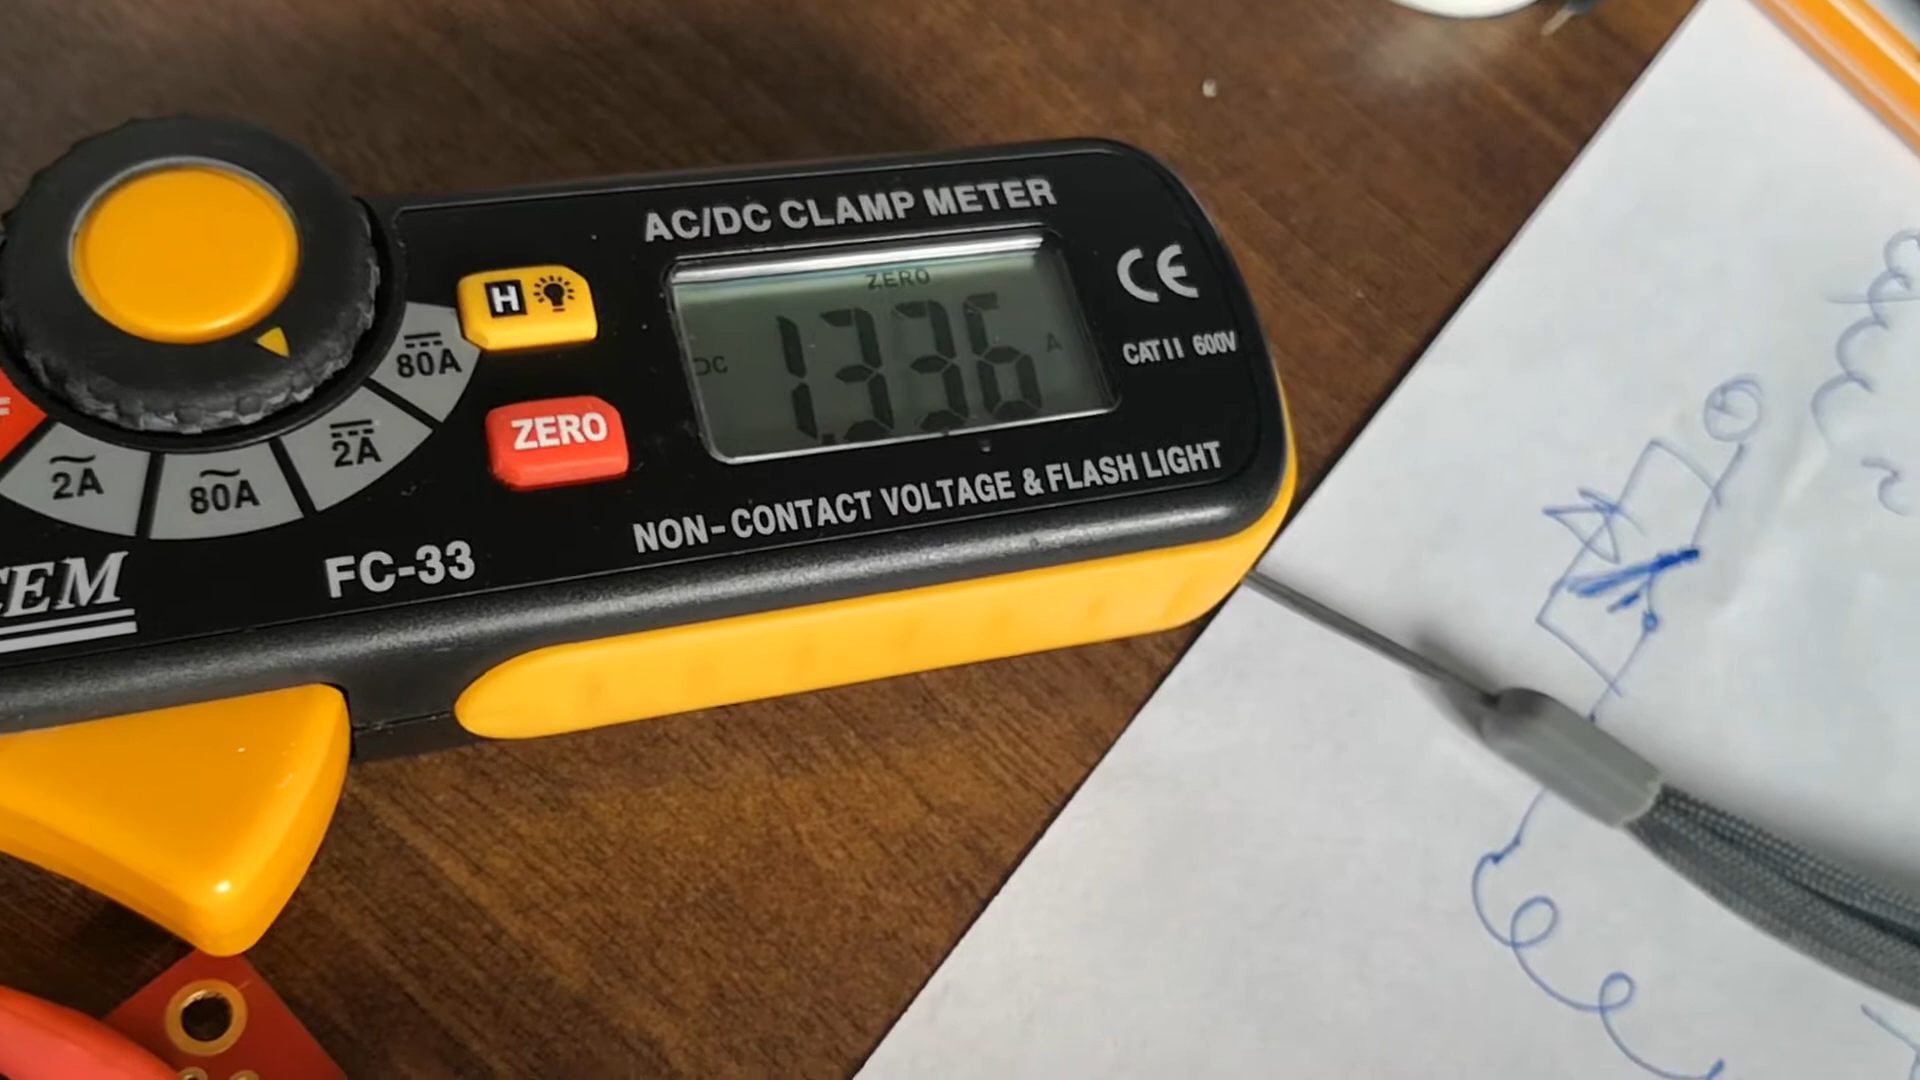 AC/DC CLAMP METER
H
ZERO
DC 1.336 A
CE
CAT II 600V
80A
ZERO
2A
80A
2A
NON-CONTACT VOLTAGE & FLASH LIGHT
FC-33
CEM